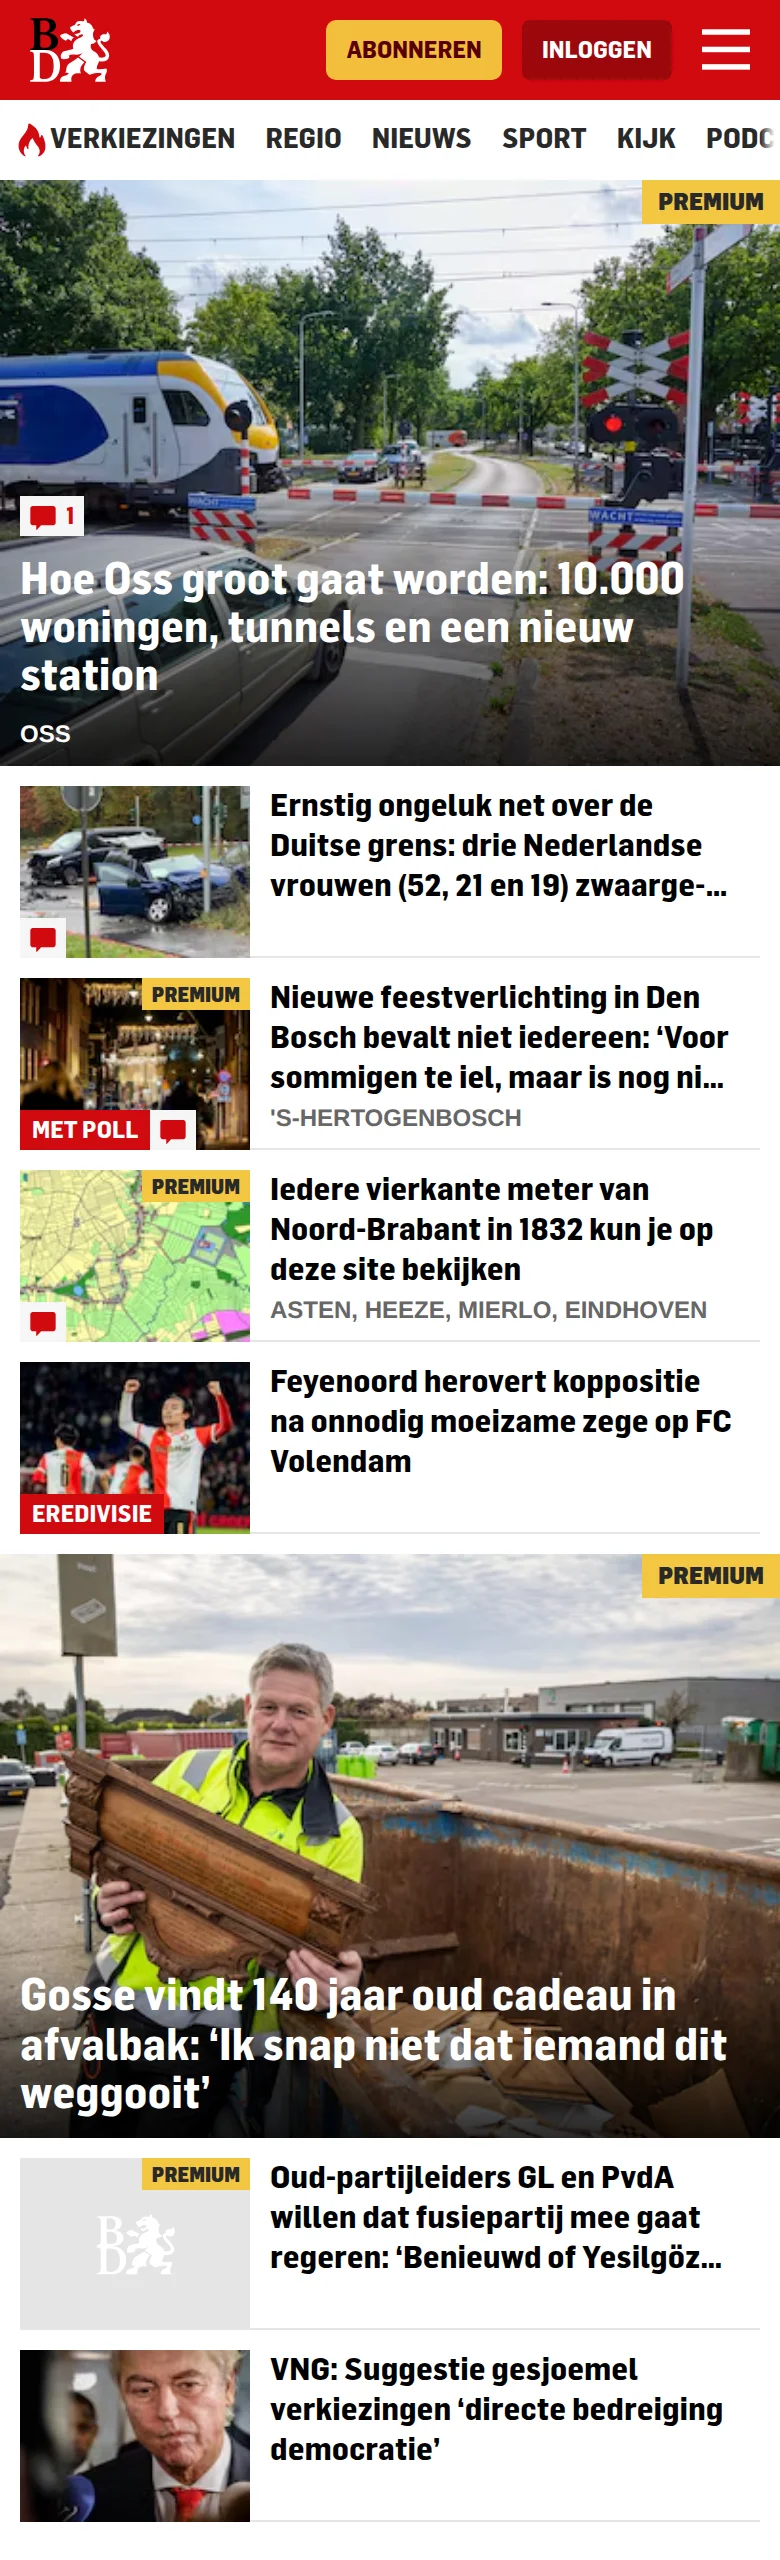 BD
ABONNEREN
INLOGGEN
VERKIEZINGEN REGIO NIEUWS SPORT KIJK PODC
PREMIUM
WACHT
WACHT
1
Hoe Oss groot gaat worden: 10.000
woningen, tunnels en een nieuw
station
OSS
Ernstig ongeluk net over de
Duitse grens: drie Nederlandse
vrouwen (52, 21 en 19) zwaarge-...
PREMIUM
MET POLL
Nieuwe feestverlichting in Den
Bosch bevalt niet iedereen: ‘Voor
sommigen te iel, maar is nog ni...
'S-HERTOGENBOSCH
PREMIUM
Iedere vierkante meter van
Noord-Brabant in 1832 kun je op
deze site bekijken
ASTEN, HEEZE, MIERLO, EINDHOVEN
EREDIVISIE
Feyenoord herovert koppositie
na onnodig moeizame zege op FC
Volendam
PREMIUM
Gosse vindt 140 jaar oud cadeau in
afvalbak: ‘Ik snap niet dat iemand dit
weggooit’
PREMIUM
BD
Oud-partijleiders GL en PvdA
willen dat fusiepartij mee gaat
regeren: ‘Benieuwd of Yesilgöz...
VNG: Suggestie gesjoemel
verkiezingen ‘directe bedreiging
democratie’